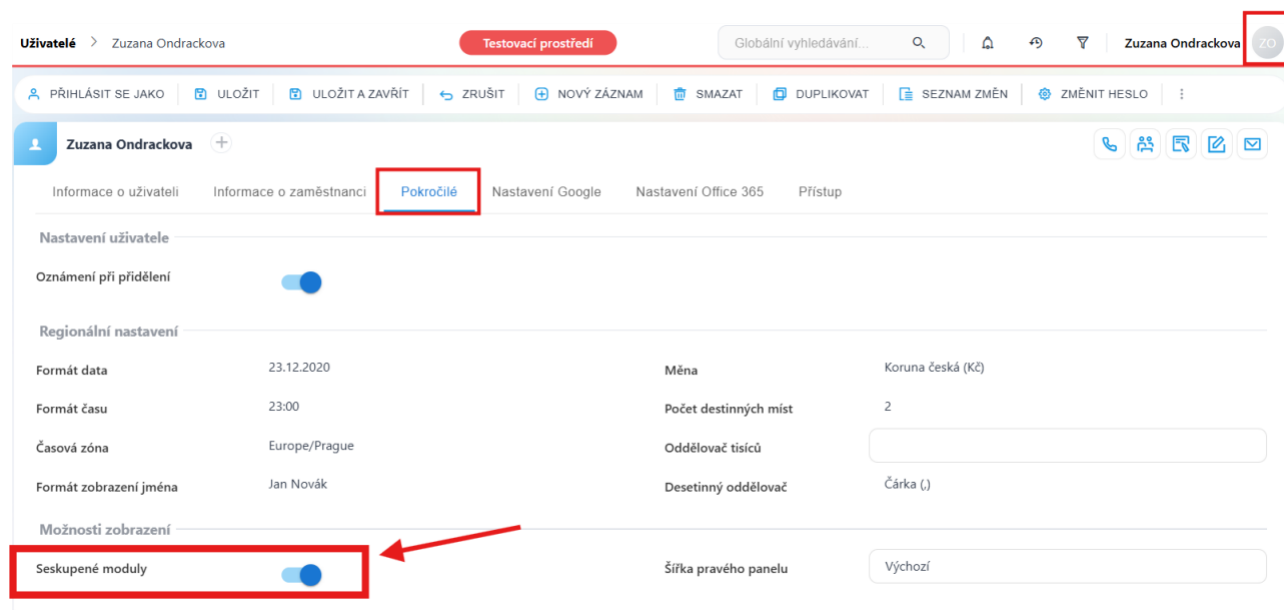 Uživatelé > Zuzana Ondrackova Testovací prostředí Globální vyhledávání... Zuzana Ondrackova ZO
PŘIHLÁSIT SE JAKO ULOŽIT ULOŽIT A ZAVŘÍT ZRUŠIT NOVÝ ZÁZNAM SMAZAT DUPLIKOVAT SEZNAM ZMĚN ZMĚNIT HESLO
Zuzana Ondrackova
Informace o uživateli Informace o zaměstnanci Pokročilé Nastavení Google Nastavení Office 365 Přístup
Nastavení uživatele
Oznámení při přidělení
Regionální nastavení
Formát data 23.12.2020 Měna Koruna česká (Kč)
Formát času 23:00 Počet destinných míst 2
Časová zóna Europe/Prague Oddělovač tisíců
Formát zobrazení jména Jan Novák Desetinný oddělovač Čárka (,)
Možnosti zobrazení
Seskupené moduly Šířka pravého panelu Výchozí